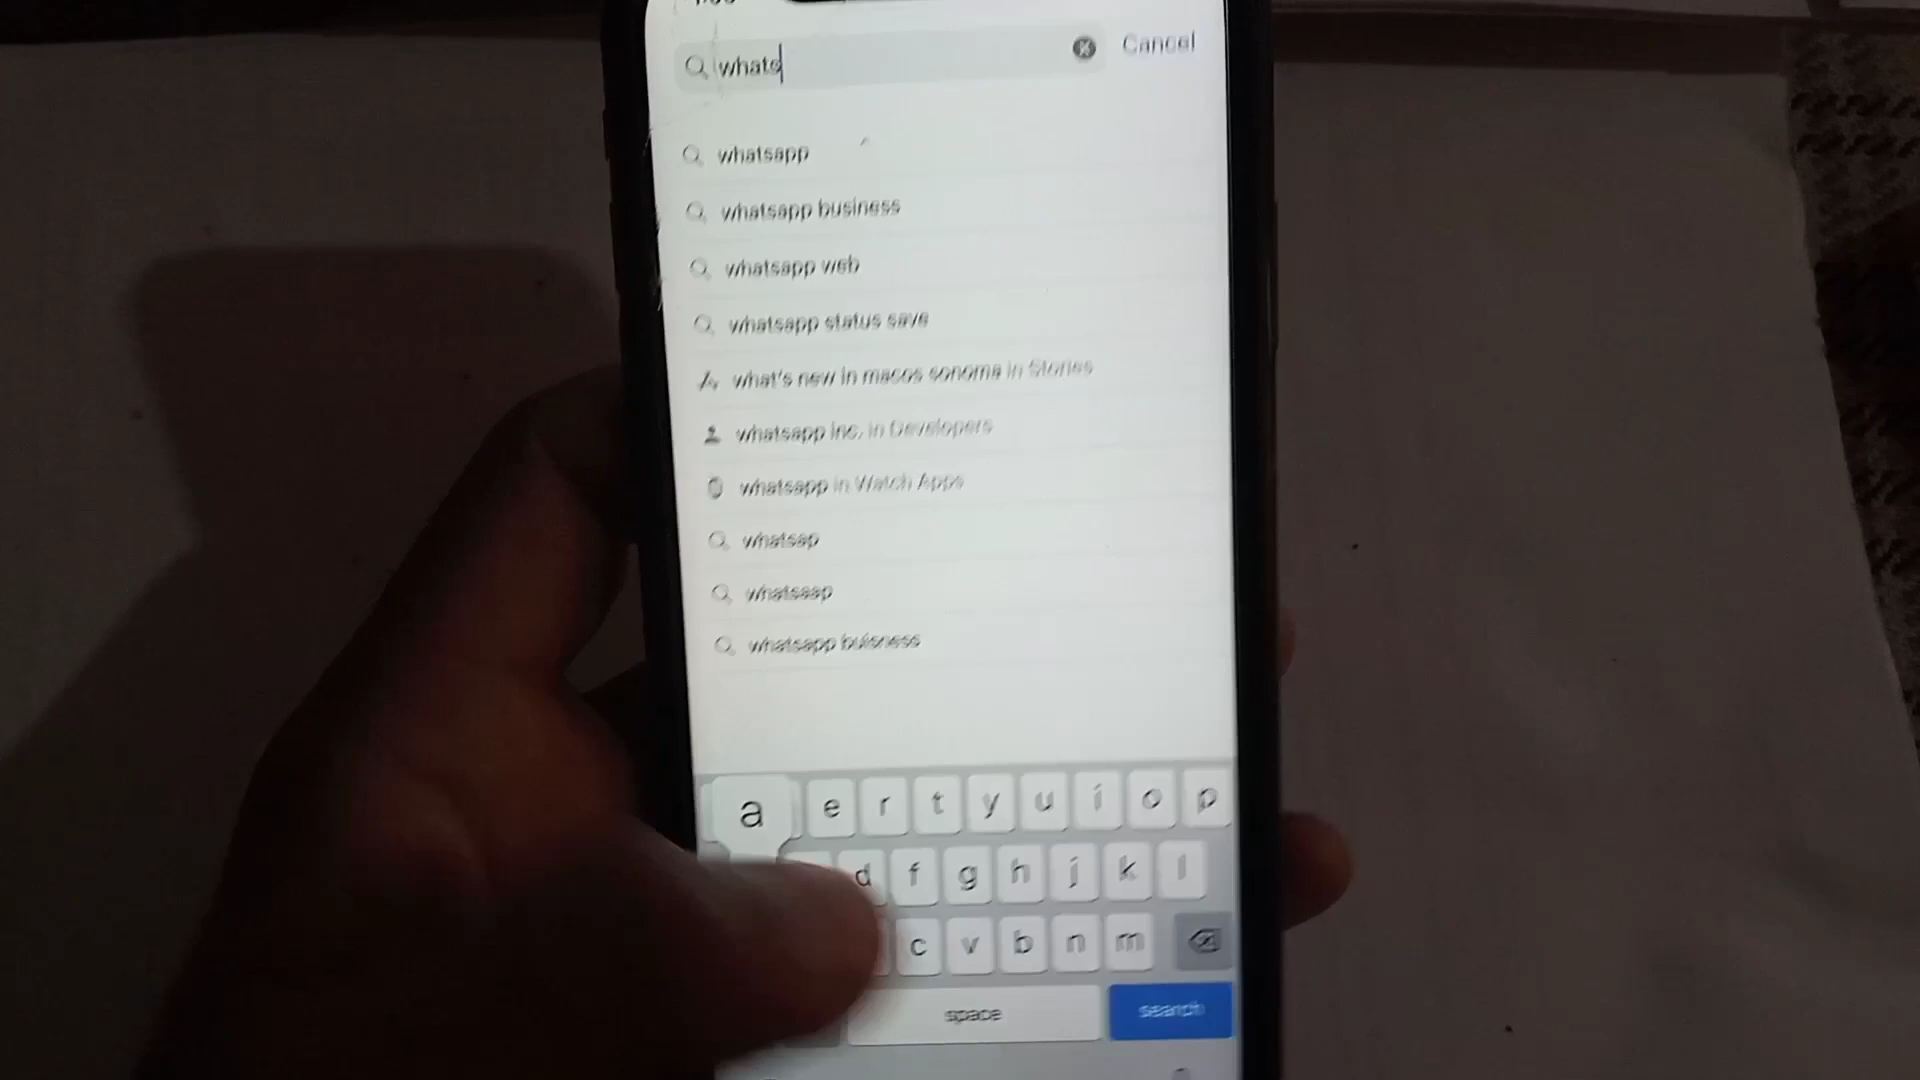 whats
Cancel
whatsapp
whatsapp business
whatsapp web
whatsapp status save
what's new in macos sonoma in Stories
whatsapp inc. in Developers
whatsapp in Watch Apps
whatsap
whatsaap
whatsapp buisness
a e r t y u i o p
d f g h j k l
c v b n m
space
search